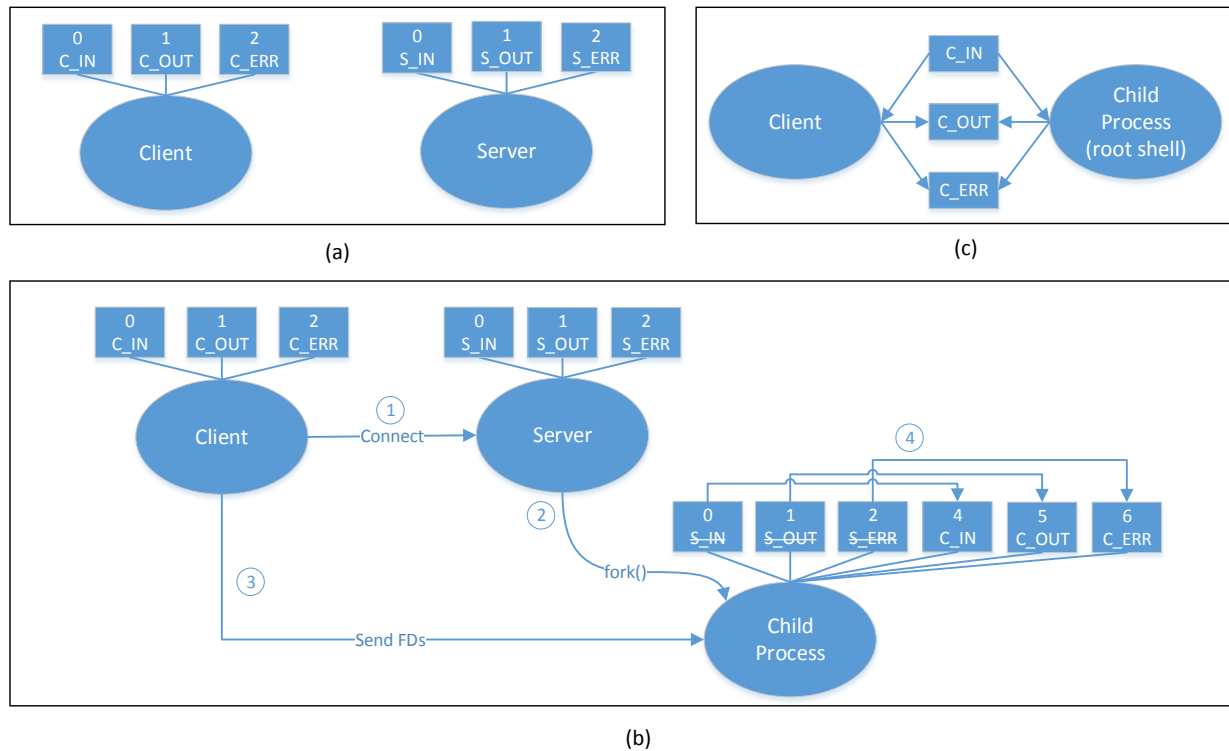 0 1 2
C_IN C_OUT C_ERR
Client
0 1 2
S_IN S_OUT S_ERR
Server
(a)
C_IN
Client
C_OUT
Child
Process
(root shell)
C_ERR
(c)
0 1 2
C_IN C_OUT C_ERR
Client
1
Connect
0 1 2
S_IN S_OUT S_ERR
Server
2
fork()
3
Send FDs
4
0 1 2 4 5 6
S_IN S_OUT S_ERR C_IN C_OUT C_ERR
Child
Process
(b)